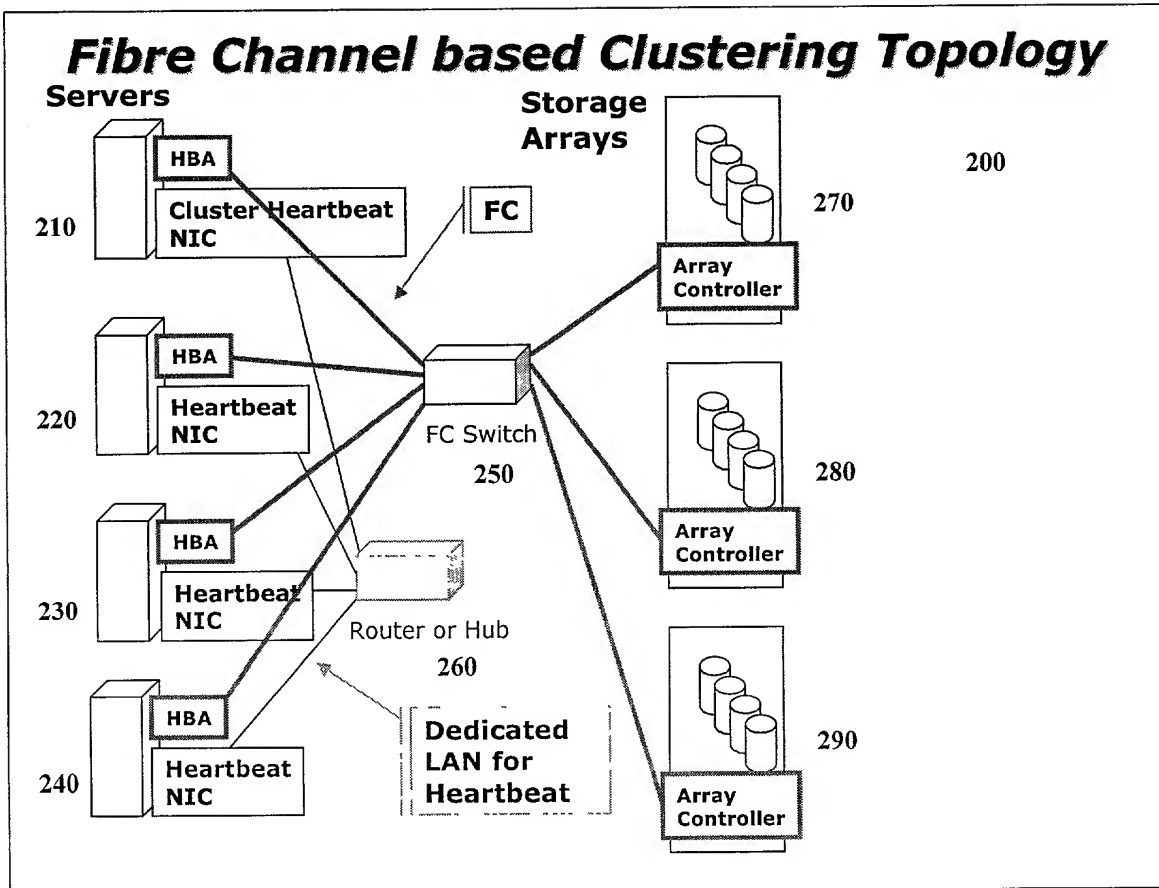 Fibre Channel based Clustering Topology
Servers
Storage
Arrays
200
HBA
Cluster Heartbeat
NIC
210
FC
270
Array
Controller
HBA
Heartbeat
NIC
220
FC Switch
250
280
Array
Controller
HBA
Heartbeat
NIC
230
Router or Hub
260
HBA
Heartbeat
NIC
240
Dedicated
LAN for
Heartbeat
290
Array
Controller